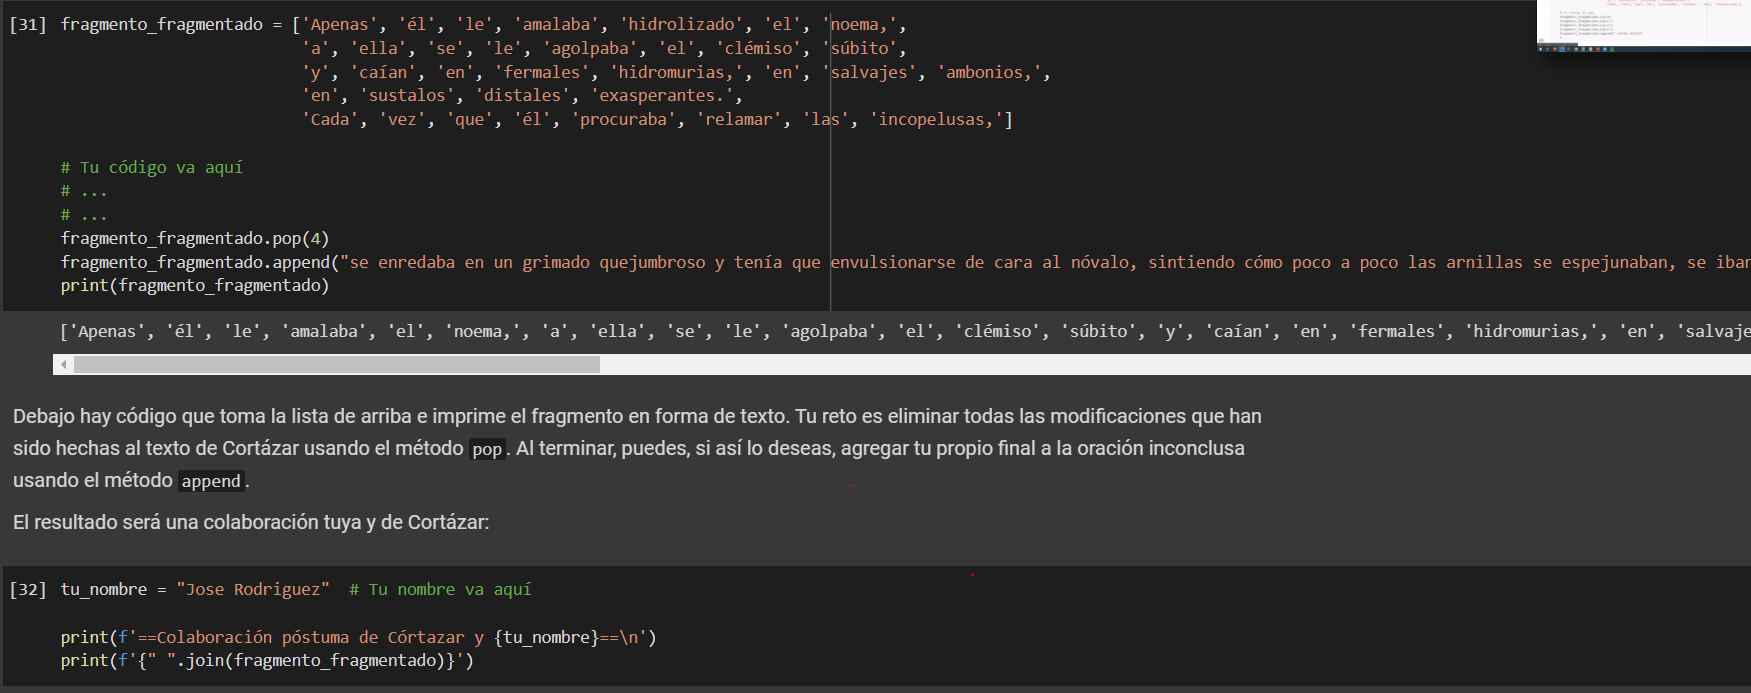 [31] fragmento_fragmentado = ['Apenas', 'él', 'le', 'amalaba', 'hidrolizado', 'el', 'noema,',
'a', 'ella', 'se', 'le', 'agolpaba', 'el', 'clémiso', 'súbito',
'y', 'caían', 'en', 'fermales', 'hidromurias,', 'en', 'salvajes', 'ambonios,',
'en', 'sustalos', 'distales', 'exasperantes.',
'Cada', 'vez', 'que', 'él', 'procuraba', 'relamar', 'las', 'incopelusas,']
# Tu código va aquí
# ...
# ...
fragmento_fragmentado.pop(4)
fragmento_fragmentado.append("se enredaba en un grimado quejumbroso y tenía que envulsionarse de cara al nóvalo, sintiendo cómo poco a poco las arnillas se espejunaban, se iban
print(fragmento_fragmentado)
['Apenas', 'él', 'le', 'amalaba', 'el', 'noema,', 'a', 'ella', 'se', 'le', 'agolpaba', 'el', 'clémiso', 'súbito', 'y', 'caían', 'en', 'fermales', 'hidromurias,', 'en', 'salvaje
Debajo hay código que toma la lista de arriba e imprime el fragmento en forma de texto. Tu reto es eliminar todas las modificaciones que han
sido hechas al texto de Cortázar usando el método pop. Al terminar, puedes, si así lo deseas, agregar tu propio final a la oración inconclusa
usando el método append.
El resultado será una colaboración tuya y de Cortázar:
[32] tu_nombre = "Jose Rodriguez"  # Tu nombre va aquí
print(f'==Colaboración póstuma de Córtazar y {tu_nombre}==\n')
print(f'{" ".join(fragmento_fragmentado)}')